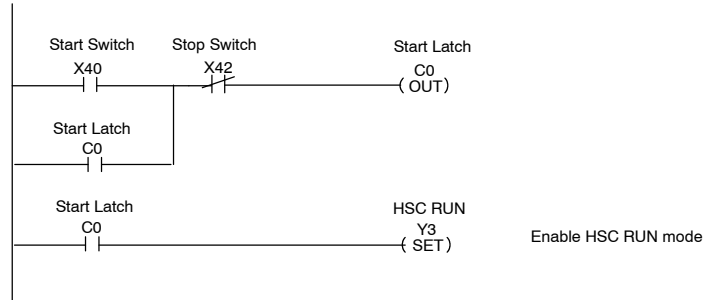 Start Switch Stop Switch Start Latch
X40 X42 C0
( OUT)
Start Latch
C0
Start Latch HSC RUN
C0 Y3
( SET) Enable HSC RUN mode